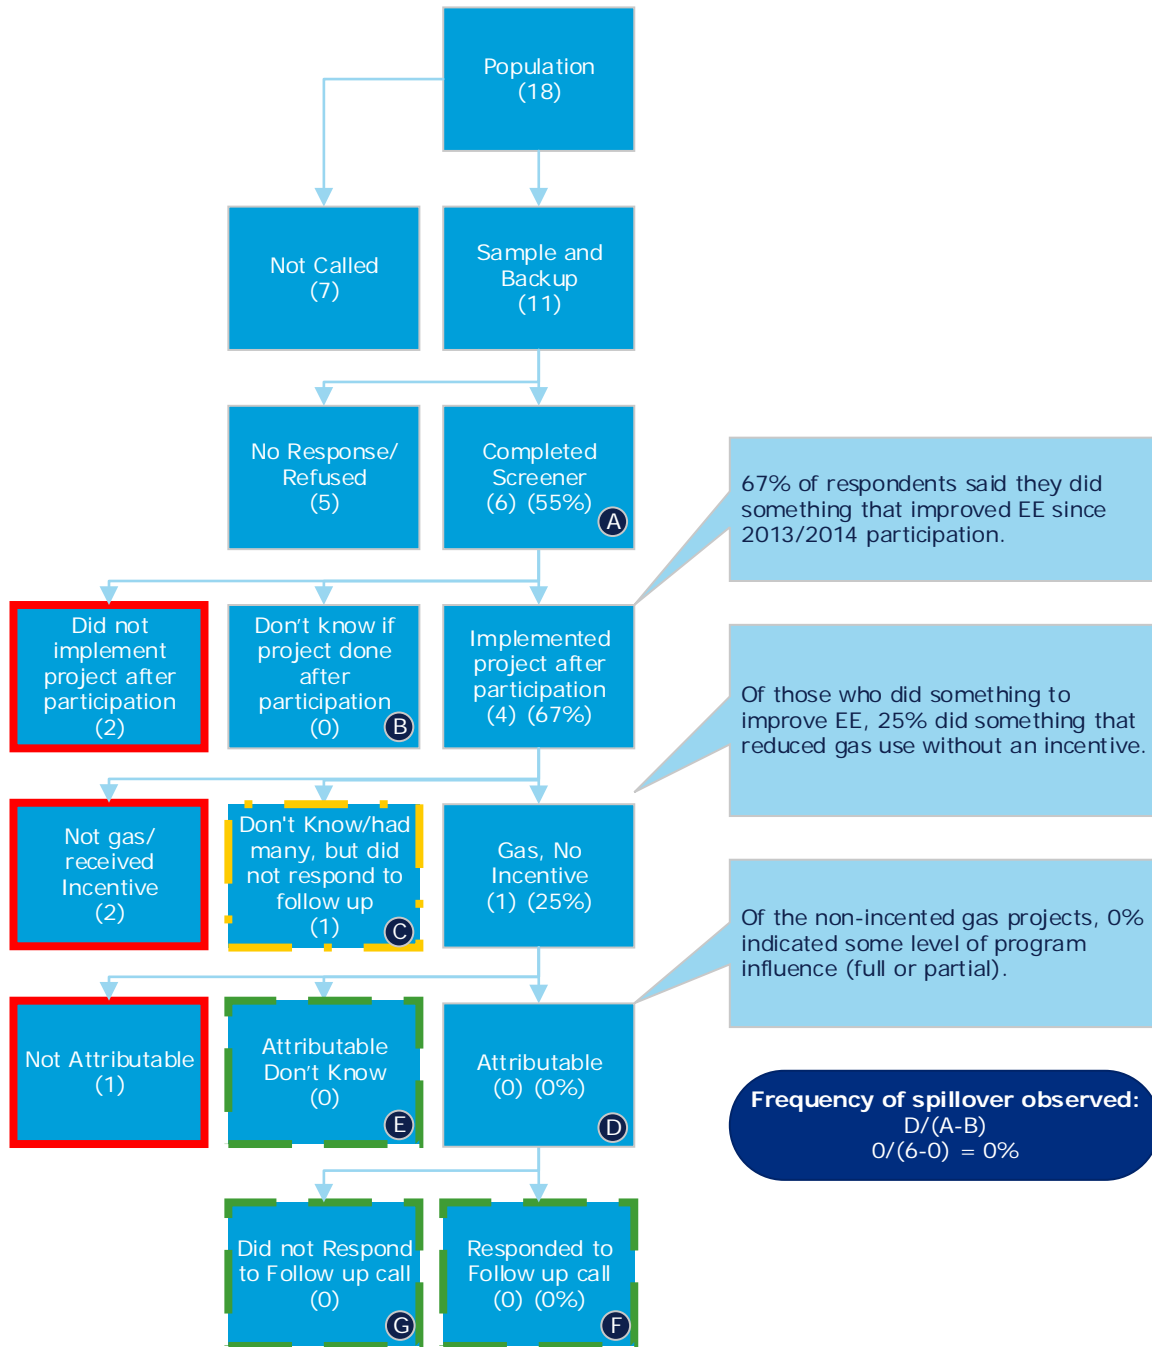 Population
(18)
Not Called
(7)
Sample and
Backup
(11)
No Response/
Refused
(5)
Completed
Screener
(6) (55%)
A
67% of respondents said they did
something that improved EE since
2013/2014 participation.
Did not
implement
project after
participation
(2)
Don't know if
project done
after
participation
(0)
B
Implemented
project after
participation
(4) (67%)
Of those who did something to
improve EE, 25% did something that
reduced gas use without an incentive.
Not gas/
received
Incentive
(2)
Don't Know/had
many, but did
not respond to
follow up
(1)
C
Gas, No
Incentive
(1) (25%)
Of the non-incented gas projects, 0%
indicated some level of program
influence (full or partial).
Not Attributable
(1)
Attributable
Don't Know
(0)
E
Attributable
(0) (0%)
D
Frequency of spillover observed:
D/(A-B)
0/(6-0) = 0%
Did not Respond
to Follow up call
(0)
G
Responded to
Follow up call
(0) (0%)
F